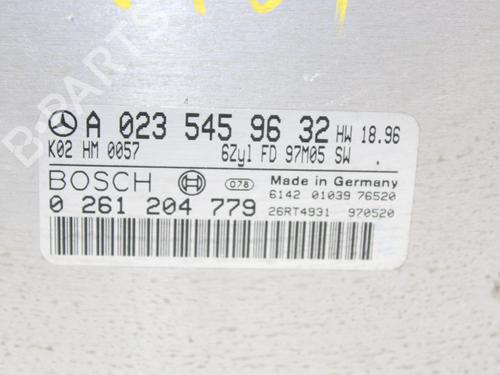 A 023 545 96 32 HW 18.96
K02 HM 0057 6Zyl FD 97M05 SW .
BOSCH 078 Made in Germany
6142 01039 76520
0 261 204 779 26RT4931 970520
B-PARTS